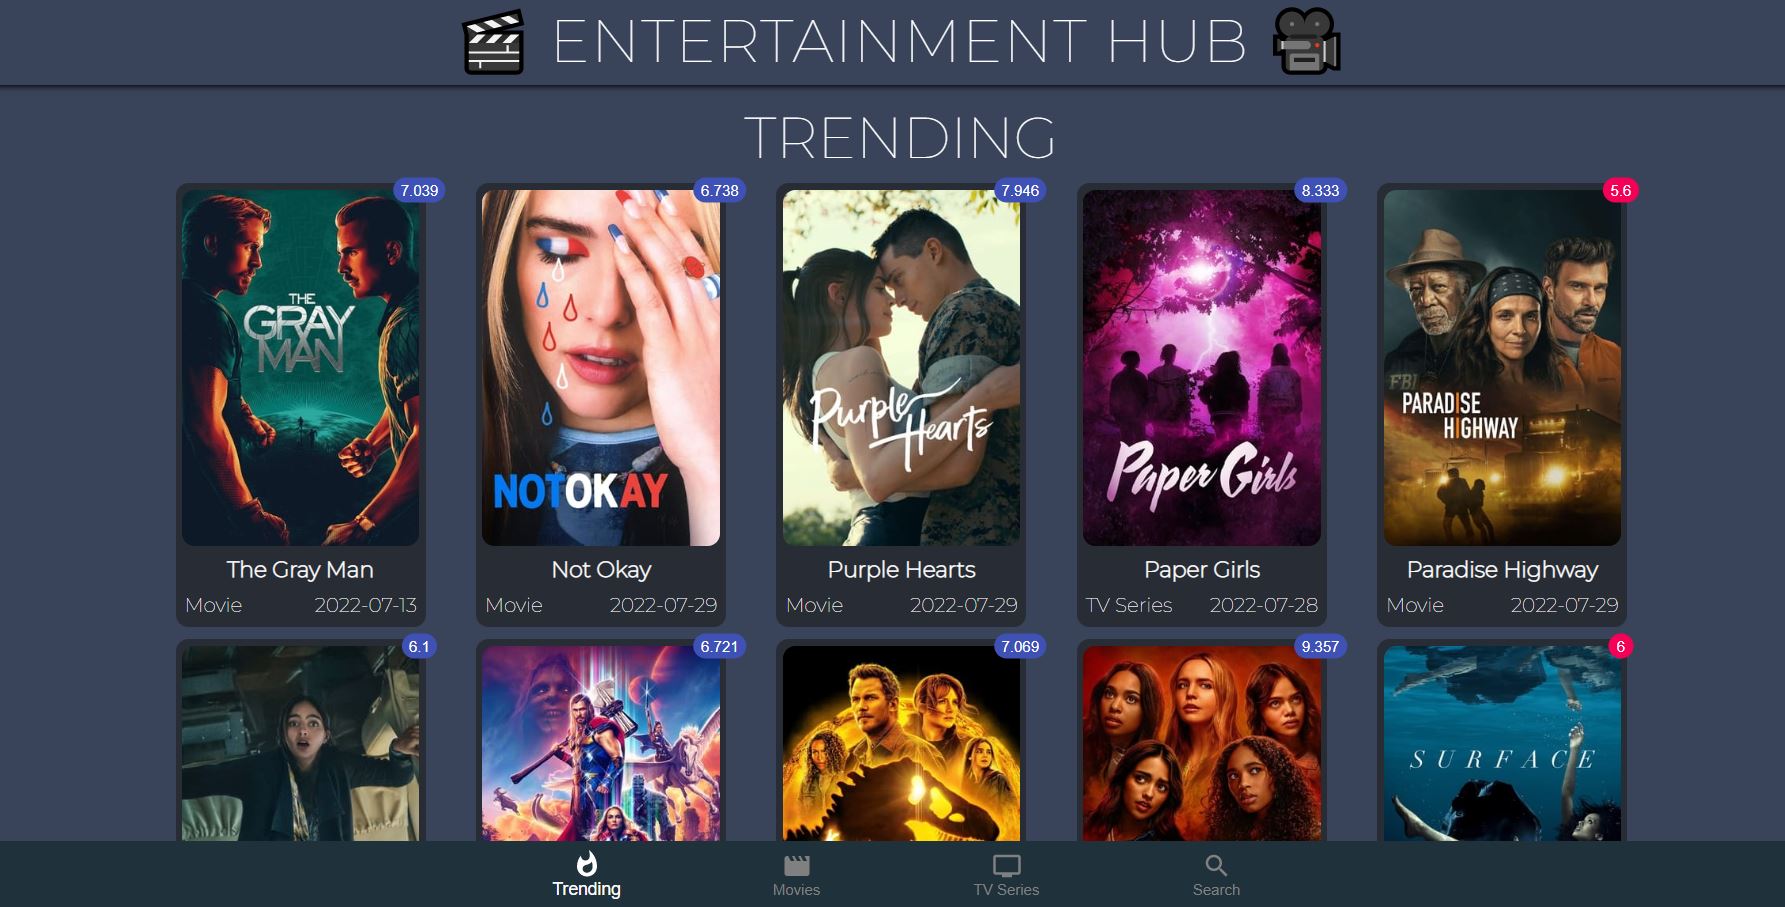 ENTERTAINMENT HUB
TRENDING
7.039
6.738
7.946
8.333
5.6
THE
GRAY
MAN
NOTOKAY
Purple
Hearts
Paper Girls
FBI
PARADISE
HIGHWAY
The Gray Man
Movie 2022-07-13
Not Okay
Movie 2022-07-29
Purple Hearts
Movie 2022-07-29
Paper Girls
TV Series 2022-07-28
Paradise Highway
Movie 2022-07-29
6.1
6.721
7.069
9.357
6
SURFACE
Trending
Movies
TV Series
Search